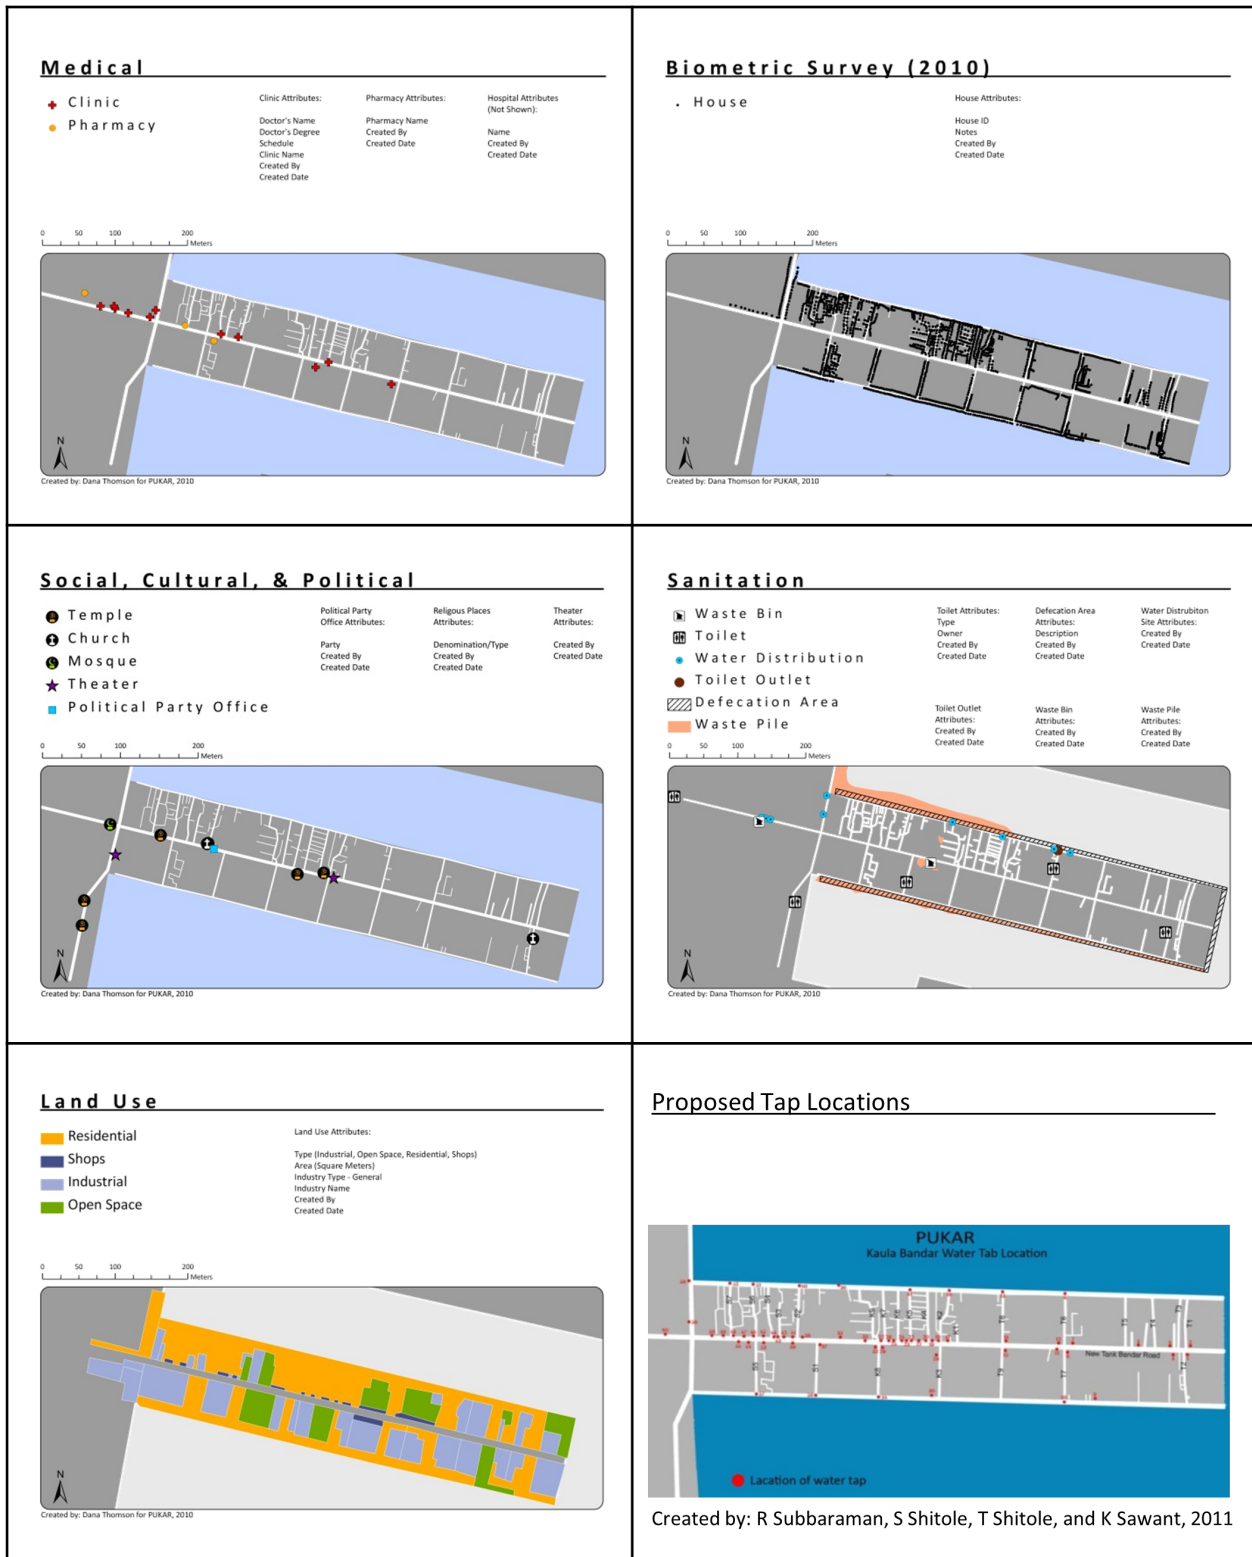 Medical
Clinic
Pharmacy
Clinic Attributes:
Doctor's Name
Doctor's Degree
Schedule
Clinic Name
Created By
Created Date
Pharmacy Attributes:
Pharmacy Name
Created By
Created Date
Hospital Attributes
(Not Shown):
Name
Created By
Created Date
0 50 100 200
Meters
N
Created by: Dana Thomson for PUKAR, 2010
Biometric Survey (2010)
House
House Attributes:
House ID
Notes
Created By
Created Date
0 50 100 200
Meters
N
Created by: Dana Thomson for PUKAR, 2010
Social, Cultural, & Political
Temple
Church
Mosque
Theater
Political Party Office
Political Party
Office Attributes:
Party
Created By
Created Date
Religous Places
Attributes:
Denomination/Type
Created By
Created Date
Theater
Attributes:
Created By
Created Date
0 50 100 200
Meters
N
Created by: Dana Thomson for PUKAR, 2010
Sanitation
Waste Bin
Toilet
Water Distribution
Toilet Outlet
Defecation Area
Waste Pile
Toilet Attributes:
Type
Owner
Created By
Created Date
Defecation Area
Attributes:
Description
Created By
Created Date
Water Distrubiton
Site Attributes:
Created By
Created Date
Toilet Outlet
Attributes:
Created By
Created Date
Waste Bin
Attributes:
Created By
Created Date
Waste Pile
Attributes:
Created By
Created Date
0 50 100 200
Meters
N
Created by: Dana Thomson for PUKAR, 2010
Land Use
Residential
Shops
Industrial
Open Space
Land Use Attributes:
Type (Industrial, Open Space, Residential, Shops)
Area (Square Meters)
Industry Type - General
Industry Name
Created By
Created Date
0 50 100 200
Meters
N
Created by: Dana Thomson for PUKAR, 2010
Proposed Tap Locations
PUKAR
Kaula Bandar Water Tab Location
New Tank Bandar Road
Lacation of water tap
Created by: R Subbaraman, S Shitole, T Shitole, and K Sawant, 2011